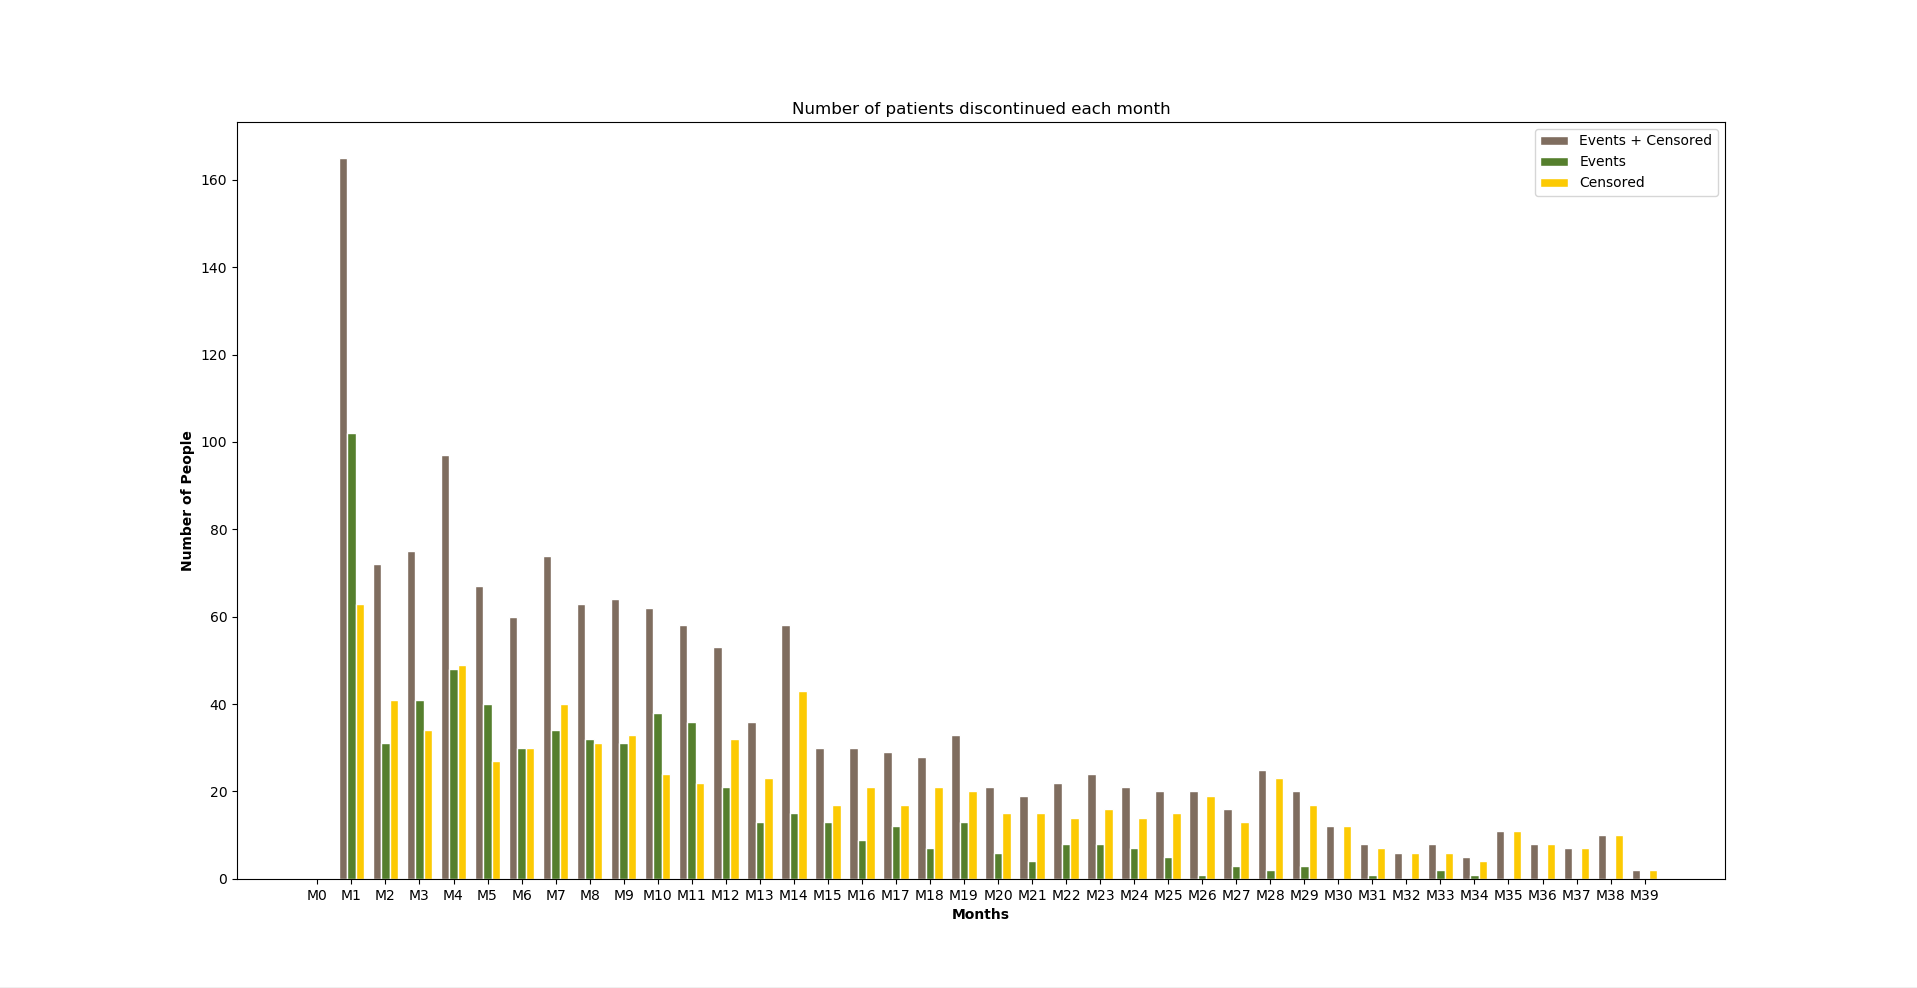 Number of patients discontinued each month
Events + Censored
Events
Censored
160
140
120
100
80
60
40
20
0
Number of People
M0 M1 M2 M3 M4 M5 M6 M7 M8 M9 M10 M11 M12 M13 M14 M15 M16 M17 M18 M19 M20 M21 M22 M23 M24 M25 M26 M27 M28 M29 M30 M31 M32 M33 M34 M35 M36 M37 M38 M39
Months